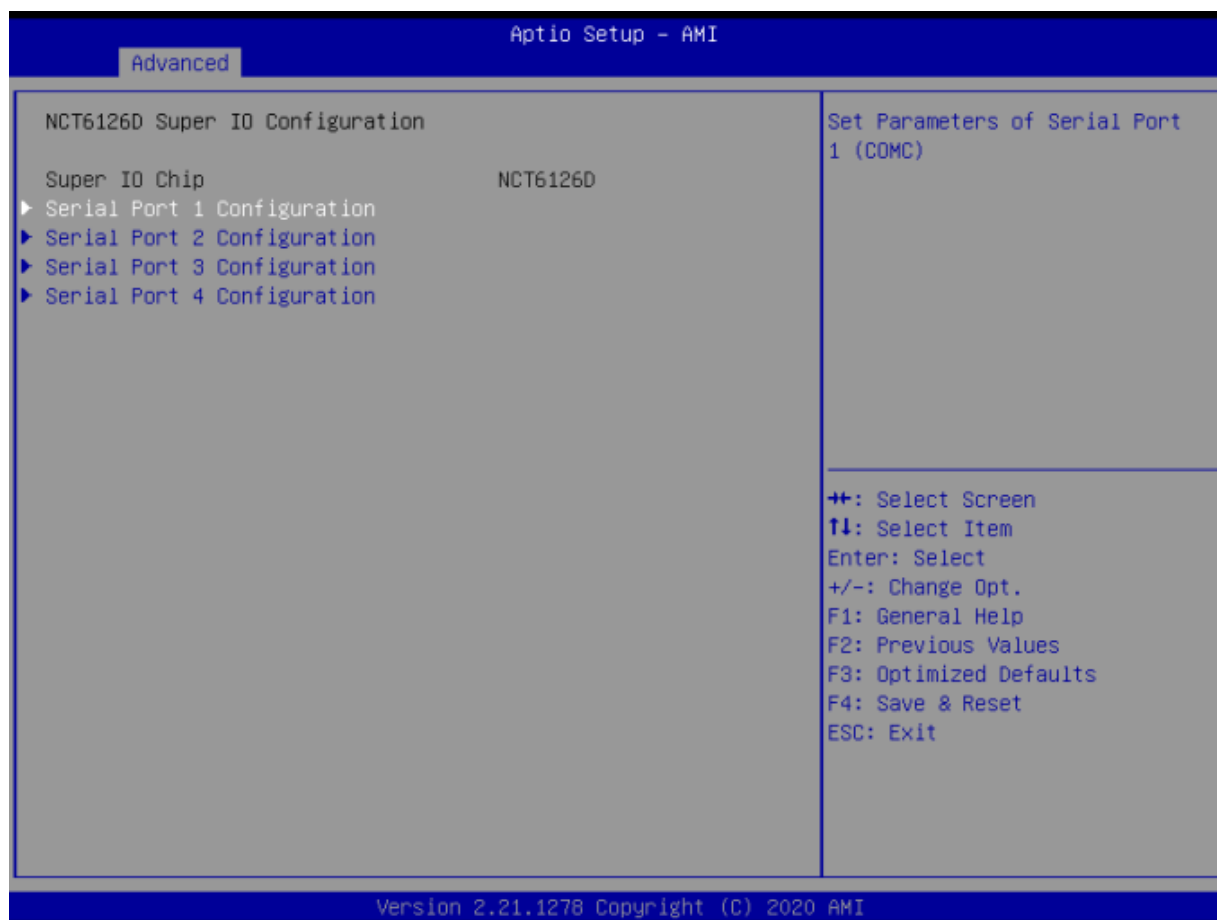 Aptio Setup – AMI
Advanced
NCT6126D Super IO Configuration
Super IO Chip NCT6126D
Serial Port 1 Configuration
Serial Port 2 Configuration
Serial Port 3 Configuration
Serial Port 4 Configuration
Set Parameters of Serial Port
1 (COMC)
→←: Select Screen
↑↓: Select Item
Enter: Select
+/-: Change Opt.
F1: General Help
F2: Previous Values
F3: Optimized Defaults
F4: Save & Reset
ESC: Exit
Version 2.21.1278 Copyright (C) 2020 AMI